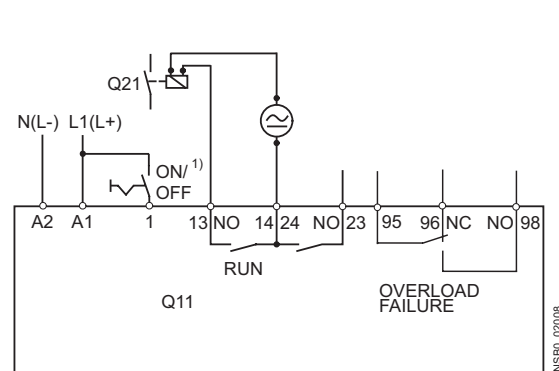 Q21
N(L-) L1(L+)
ON/ 1)
OFF
A2 A1 1 13 NO 14 24 NO 23 95 96 NC NO 98
RUN
Q11
OVERLOAD
FAILURE
NSB0_02008